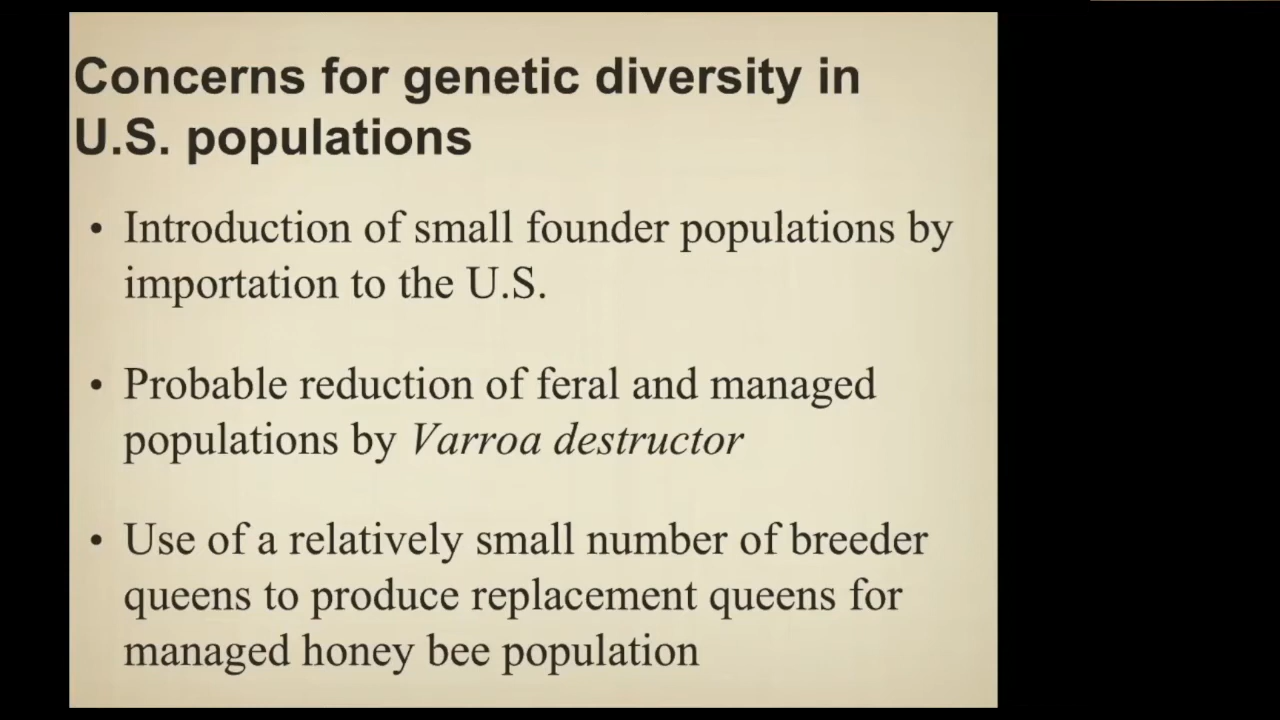 Concerns for genetic diversity in
U.S. populations
• Introduction of small founder populations by
importation to the U.S.
• Probable reduction of feral and managed
populations by Varroa destructor
• Use of a relatively small number of breeder
queens to produce replacement queens for
managed honey bee population